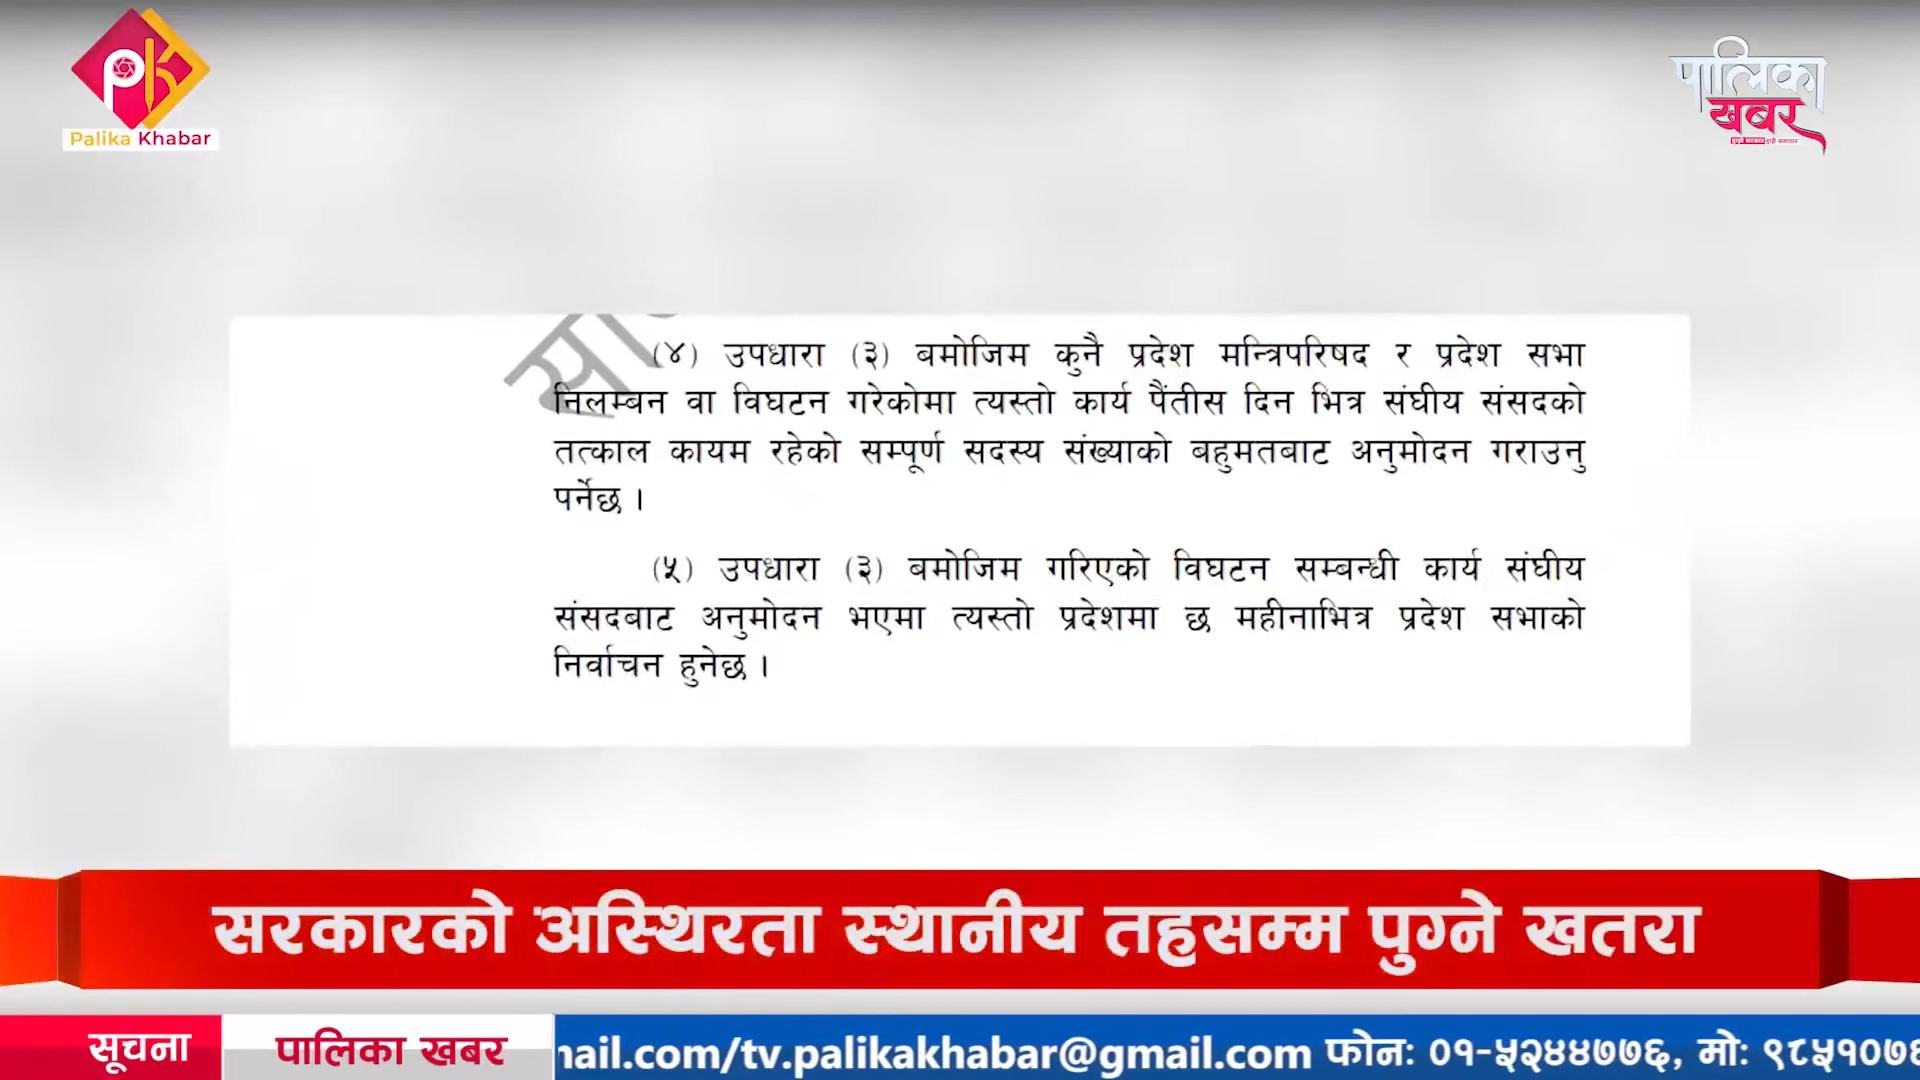 Palika Khabar
पालिका
खबर
(४) उपधारा (३) बमोजिम कुनै प्रदेश मन्त्रिपरिषद र प्रदेश सभा
निलम्बन वा विघटन गरेकोमा त्यस्तो कार्य पैंतीस दिन भित्र संघीय संसदको
तत्काल कायम रहेको सम्पूर्ण सदस्य संख्याको बहुमतबाट अनुमोदन गराउनु
पर्नेछ ।
(५) उपधारा (३) बमोजिम गरिएको विघटन सम्बन्धी कार्य संघीय
संसदबाट अनुमोदन भएमा त्यस्तो प्रदेशमा छ महीनाभित्र प्रदेश सभाको
निर्वाचन हुनेछ ।
सरकारको अस्थिरता स्थानीय तहसम्म पुग्ने खतरा
सूचना पालिका खबर nail.com/tv.palikakhabar@gmail.com फोनः ०१-५२४४७७६, मोः ९८५१०७६